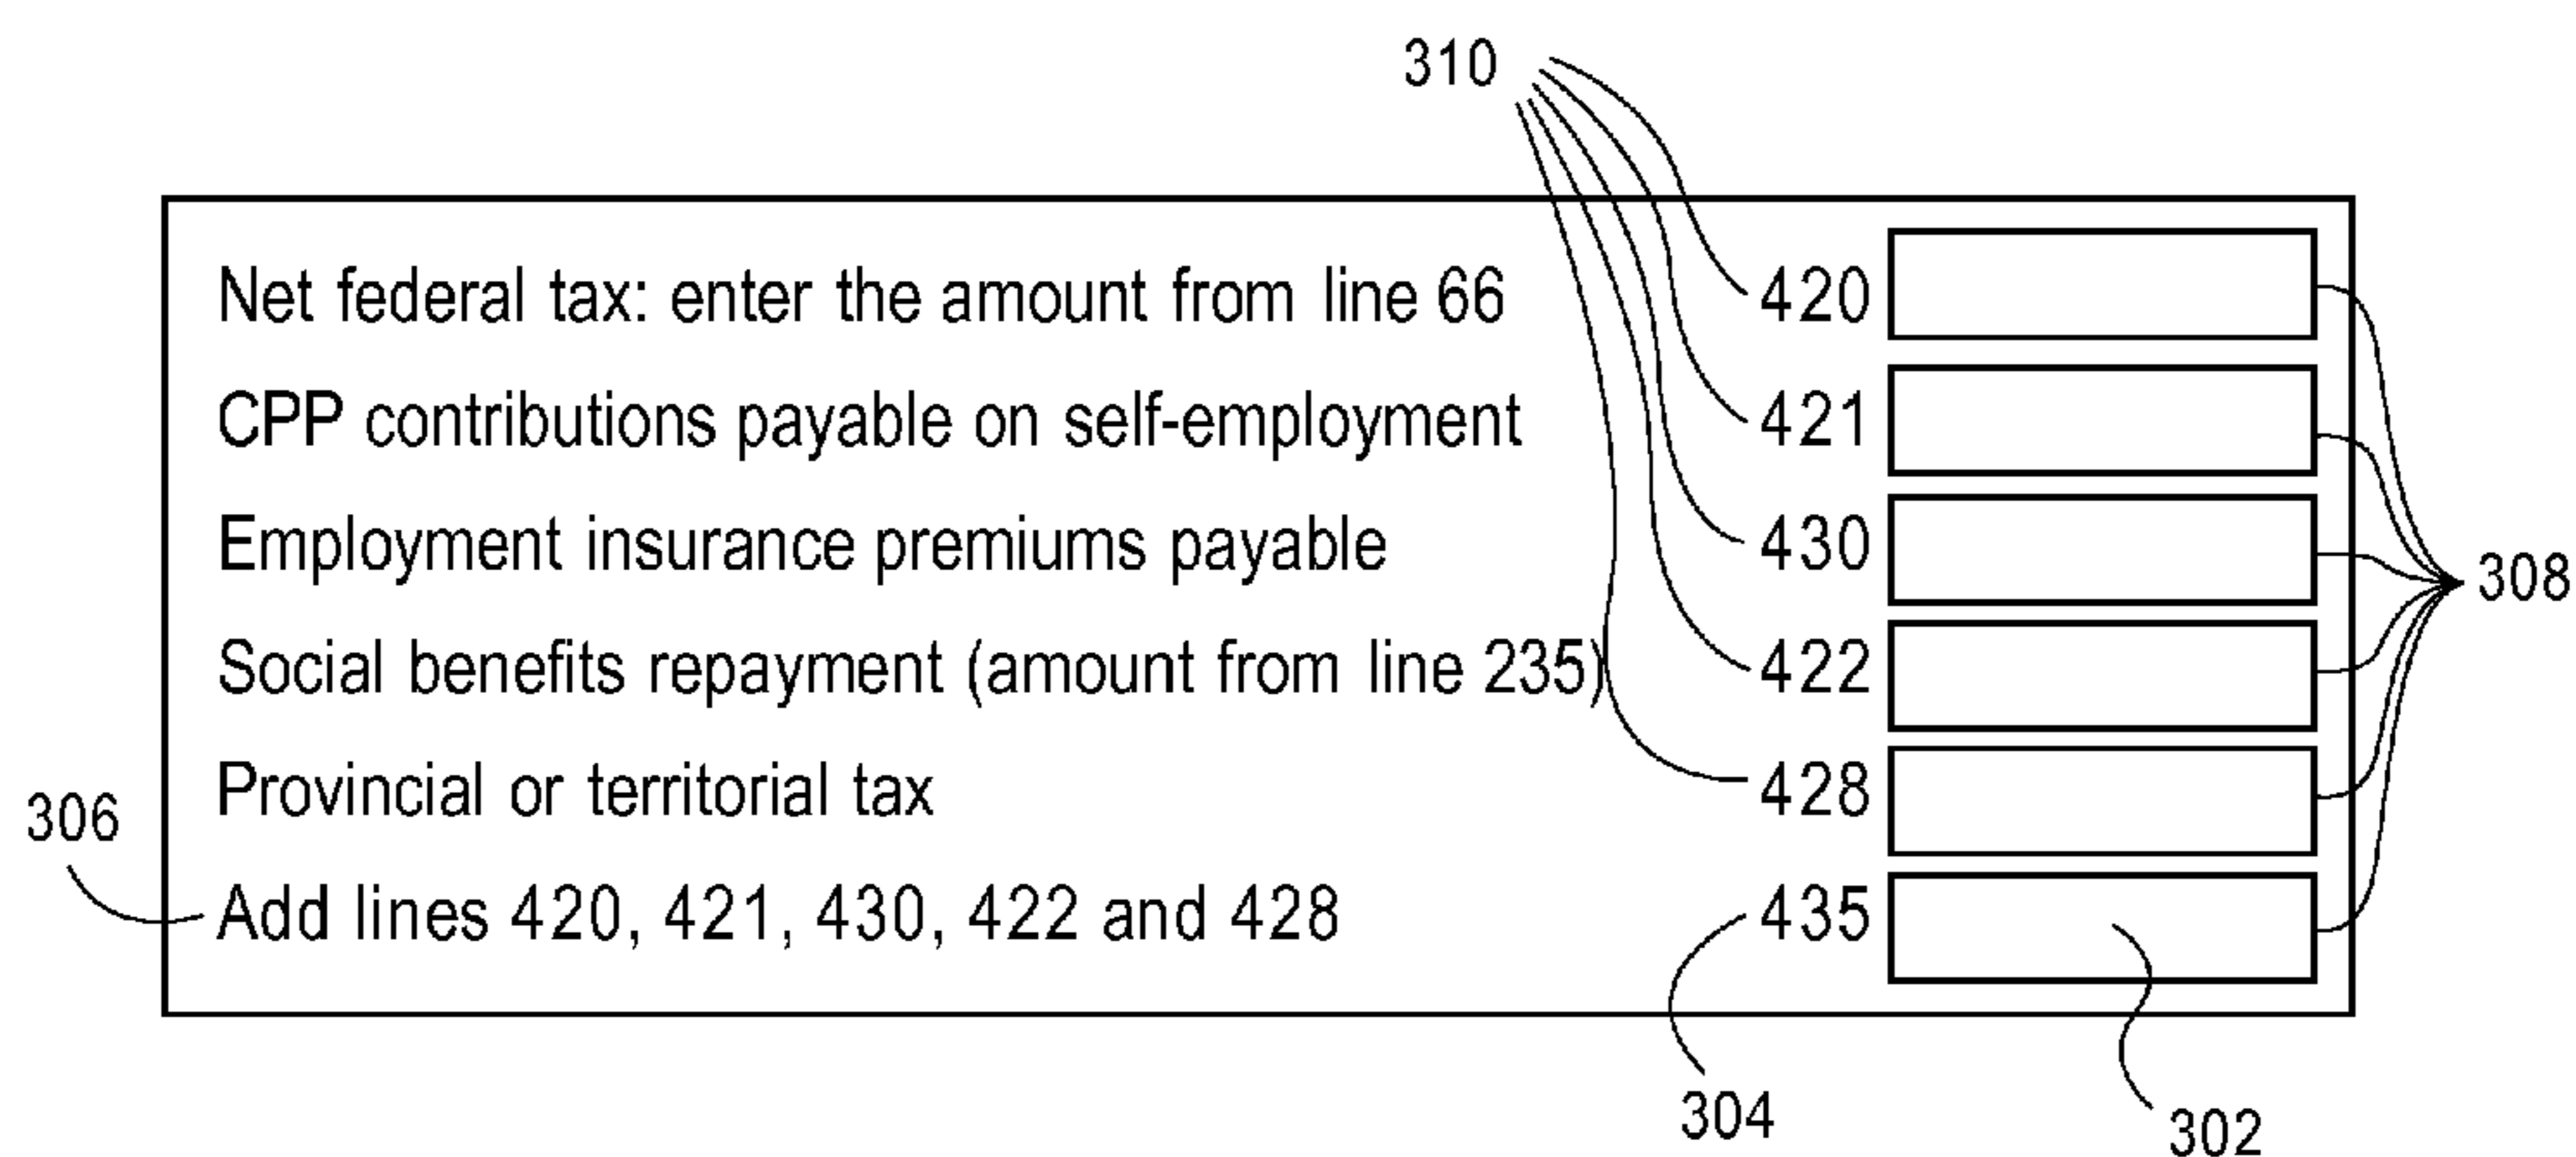 310
Net federal tax: enter the amount from line 66 420
CPP contributions payable on self-employment 421
Employment insurance premiums payable 430
308
Social benefits repayment (amount from line 235) 422
Provincial or territorial tax 428
306
Add lines 420, 421, 430, 422 and 428 435
304
302